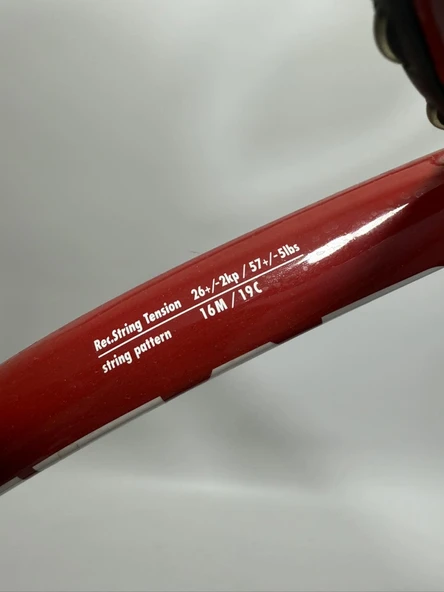 Rec.String Tension 26+/-2kp / 57+/-5lbs
string pattern 16M / 19C